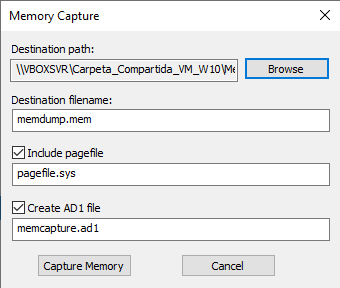 Memory Capture
Destination path:
\\VBOXSVR\Carpeta_Compartida_VM_W10\Me
Browse
Destination filename:
memdump.mem
Include pagefile
pagefile.sys
Create AD1 file
memcapture.ad1
Capture Memory
Cancel